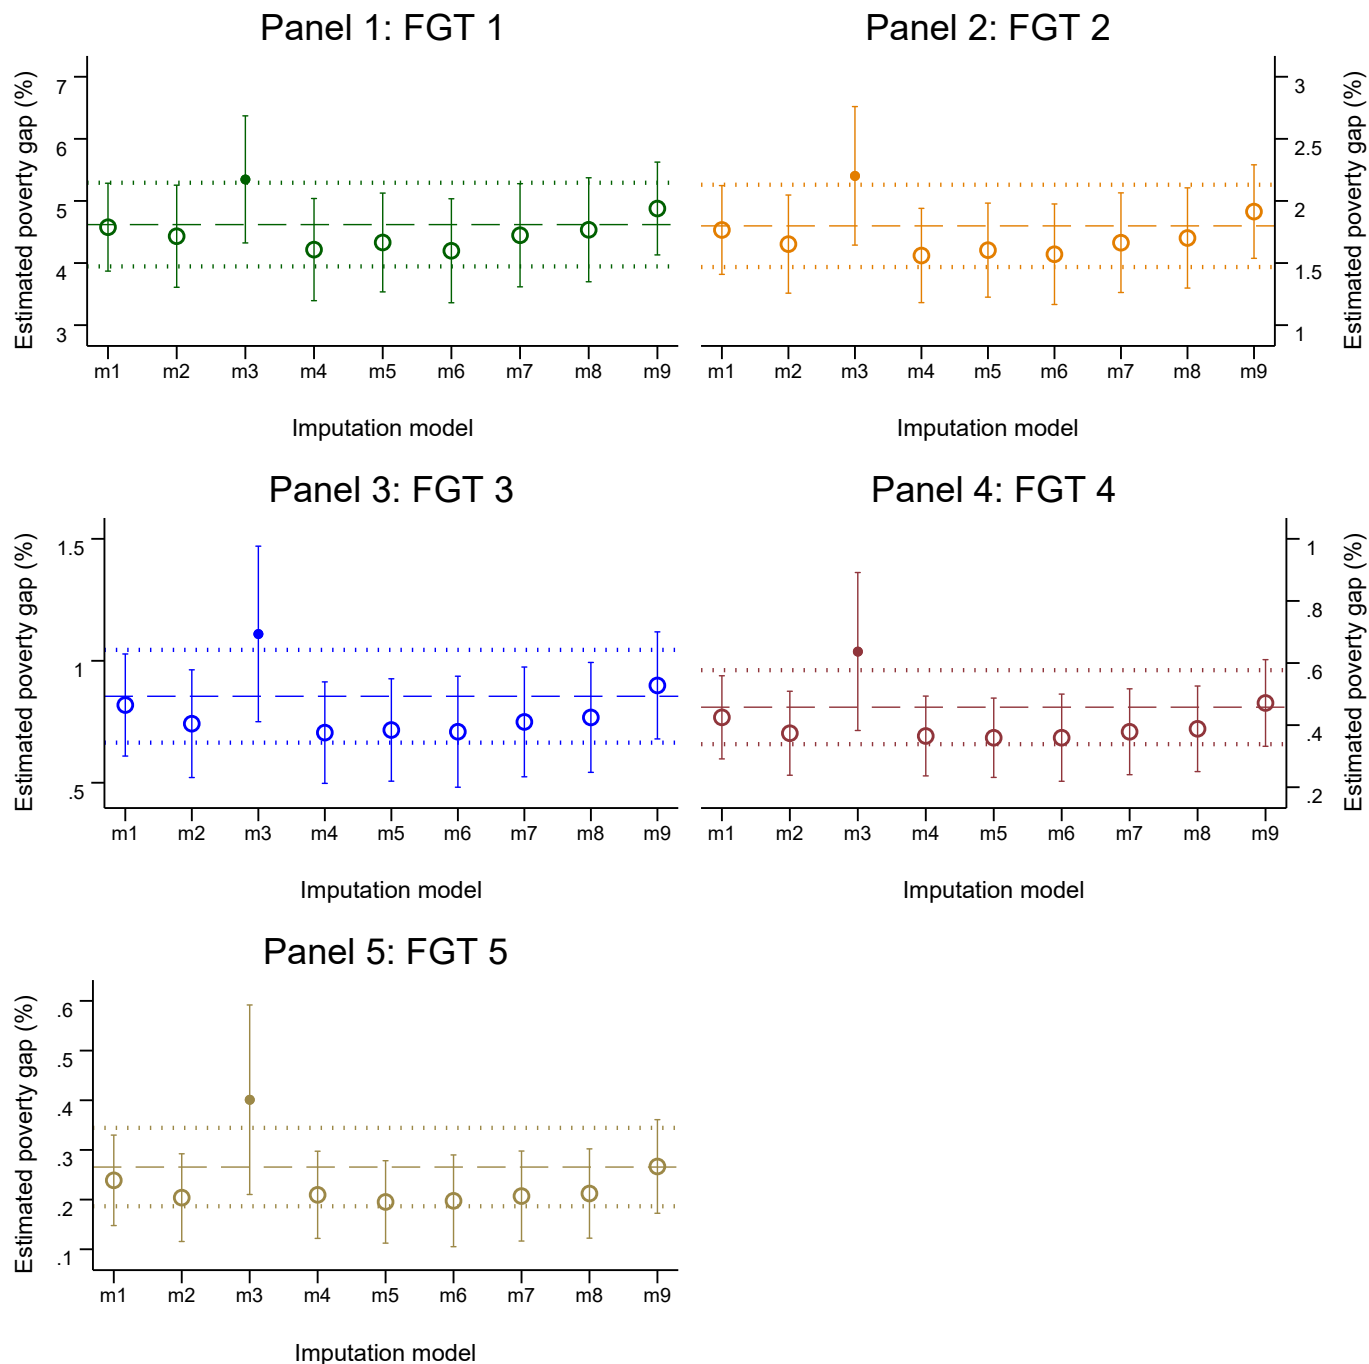 Panel 1: FGT 1
Estimated poverty gap (%)
7
6
5
4
3
m1 m2 m3 m4 m5 m6 m7 m8 m9
Imputation model
Panel 2: FGT 2
Estimated poverty gap (%)
3
2.5
2
1.5
1
m1 m2 m3 m4 m5 m6 m7 m8 m9
Imputation model
Panel 3: FGT 3
Estimated poverty gap (%)
1.5
1
.5
m1 m2 m3 m4 m5 m6 m7 m8 m9
Imputation model
Panel 4: FGT 4
Estimated poverty gap (%)
1
.8
.6
.4
.2
m1 m2 m3 m4 m5 m6 m7 m8 m9
Imputation model
Panel 5: FGT 5
Estimated poverty gap (%)
.6
.5
.4
.3
.2
.1
m1 m2 m3 m4 m5 m6 m7 m8 m9
Imputation model